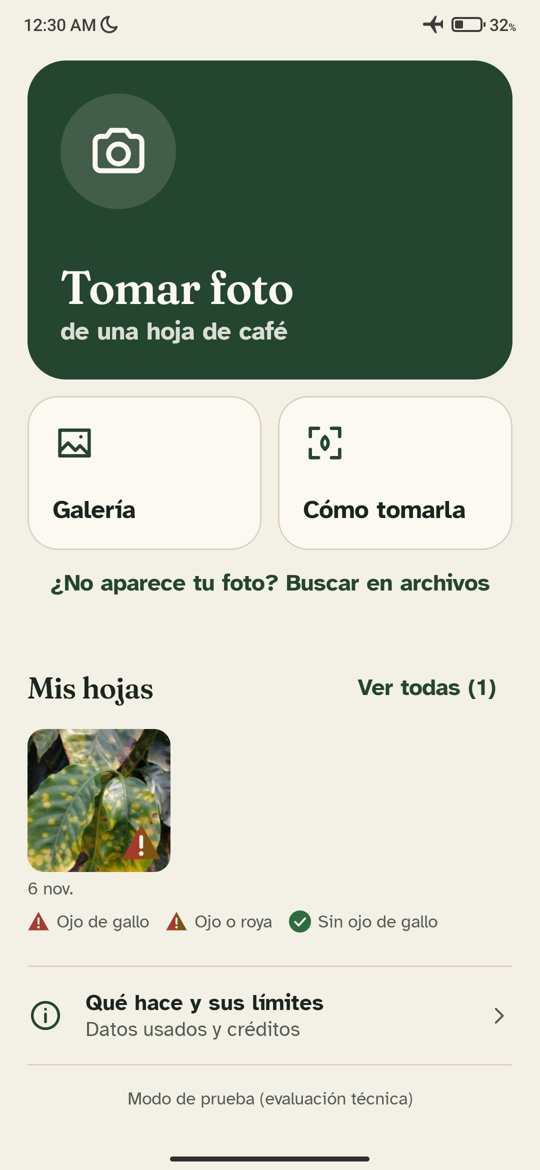 12:30 AM 32%
Tomar foto
de una hoja de café
Galería
Cómo tomarla
¿No aparece tu foto? Buscar en archivos
Mis hojas
Ver todas (1)
6 nov.
Ojo de gallo Ojo o roya Sin ojo de gallo
Qué hace y sus límites
Datos usados y créditos
Modo de prueba (evaluación técnica)